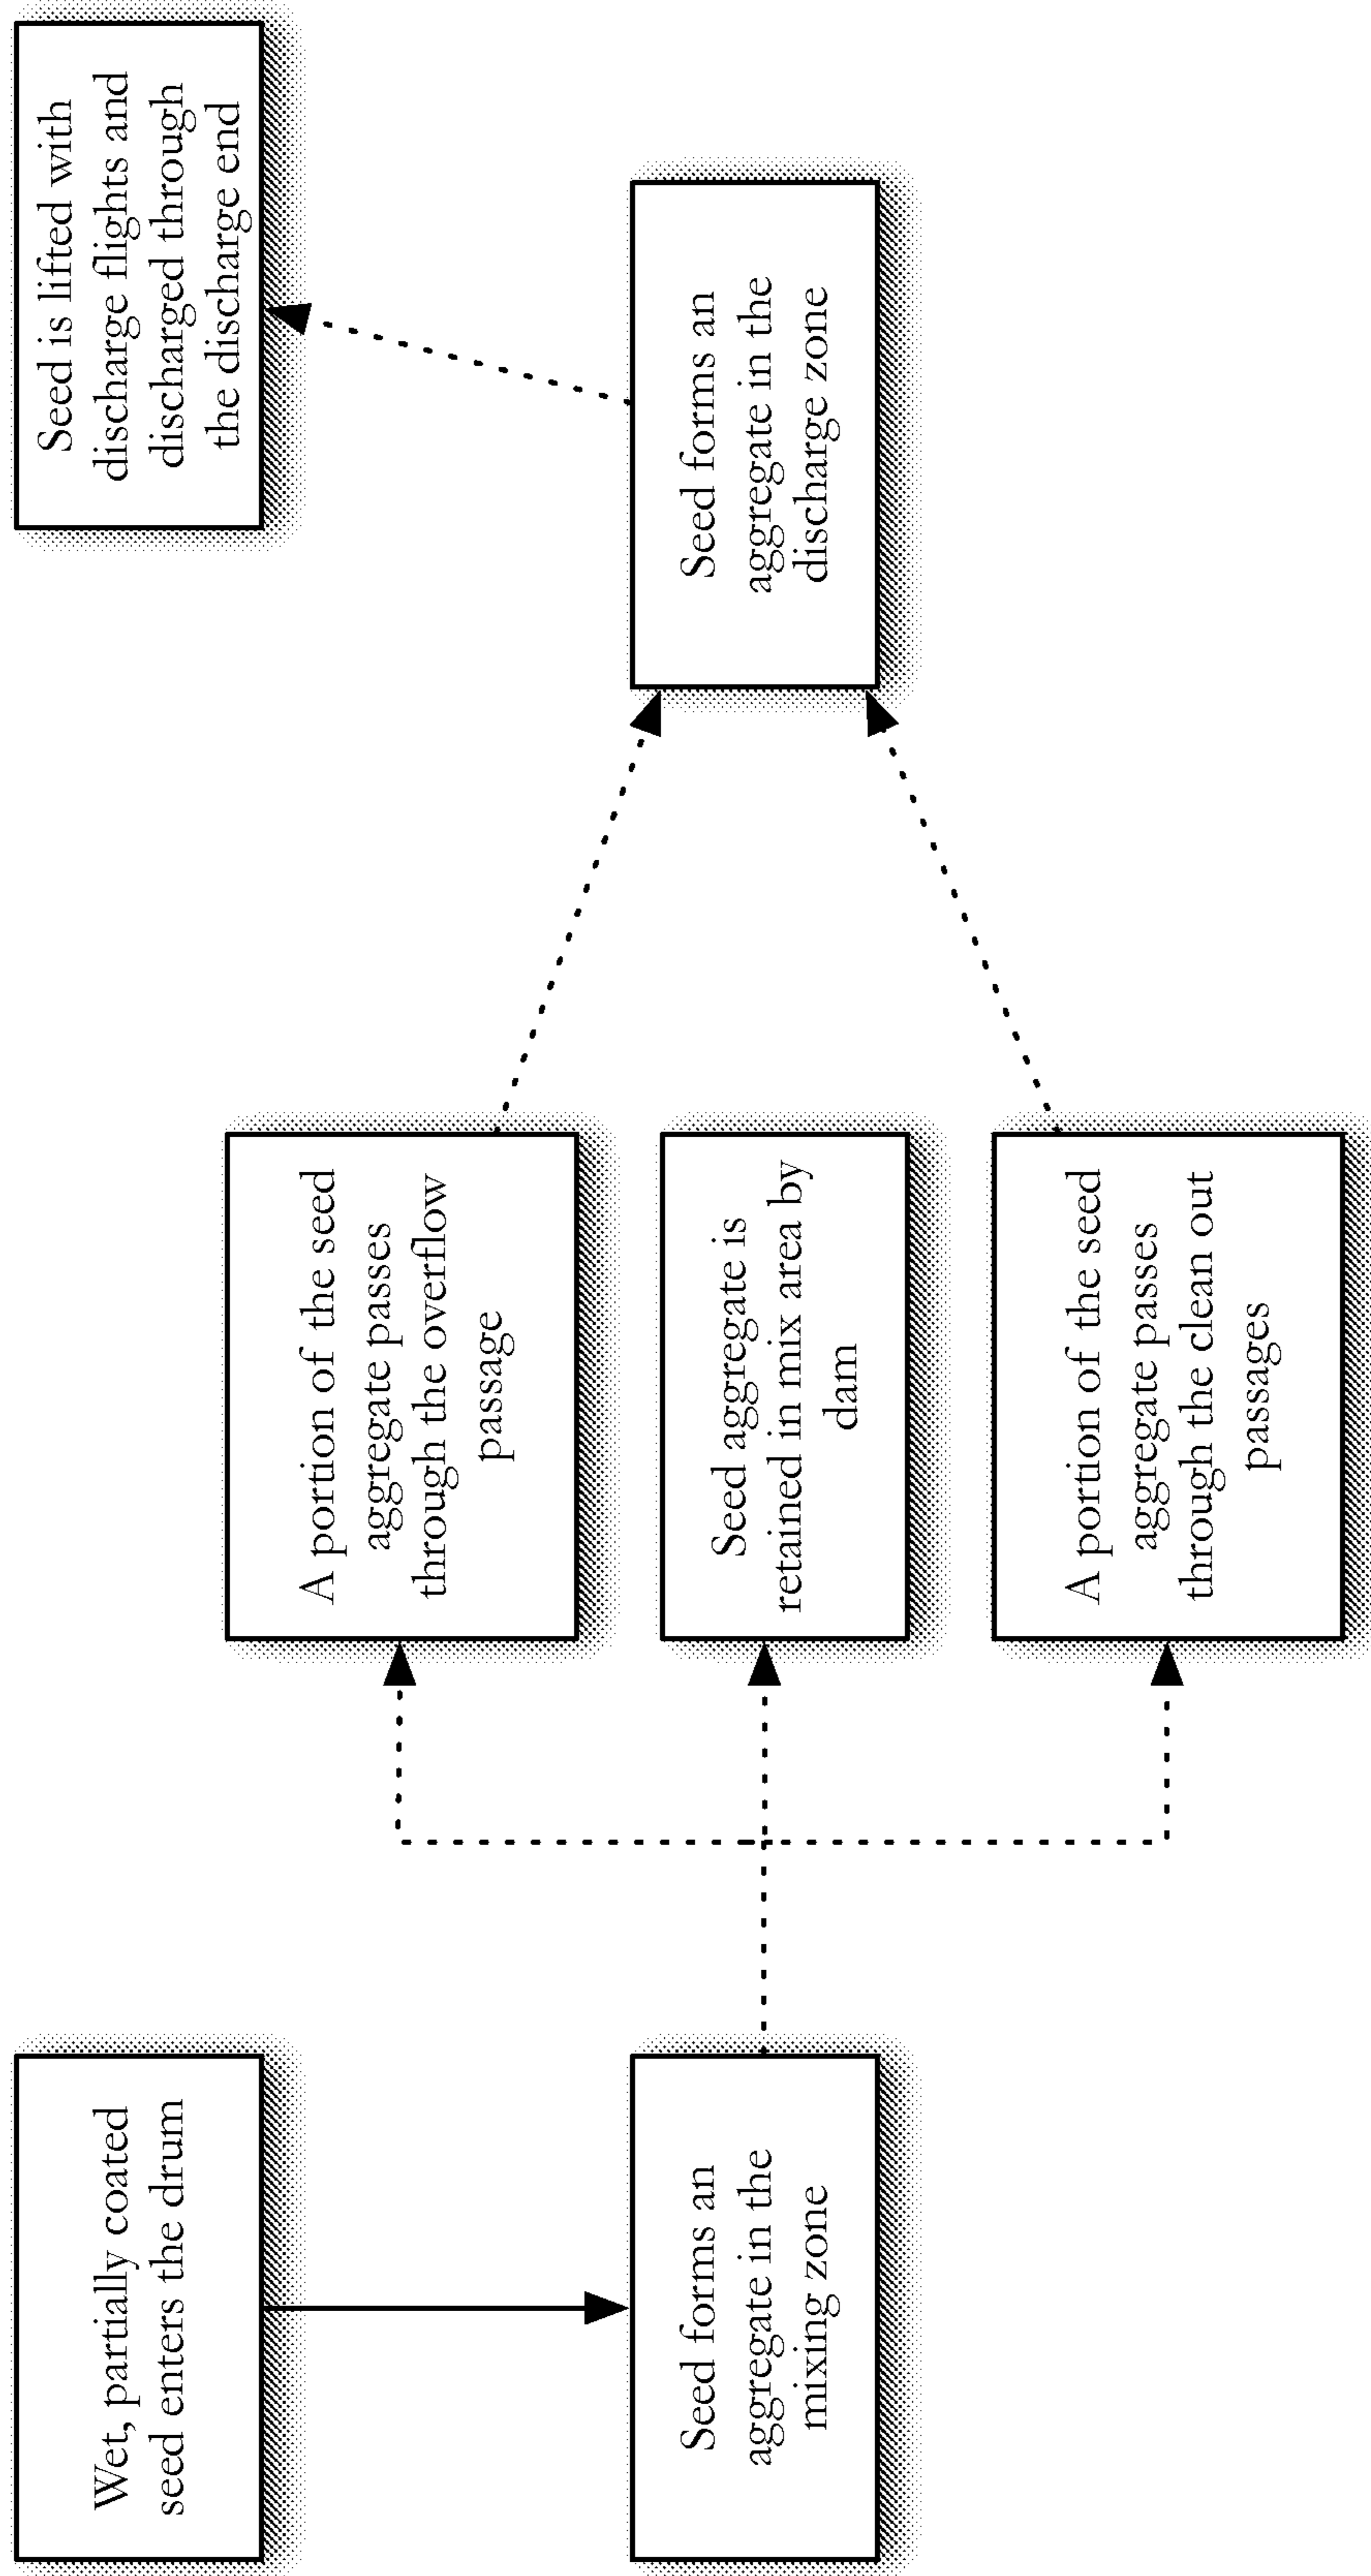 Wet, partially coated
seed enters the drum
Seed forms an
aggregate in the
mixing zone
A portion of the seed
aggregate passes
through the overflow
passage
Seed aggregate is
retained in mix area by
dam
A portion of the seed
aggregate passes
through the clean out
passages
Seed forms an
aggregate in the
discharge zone
Seed is lifted with
discharge flights and
discharged through
the discharge end